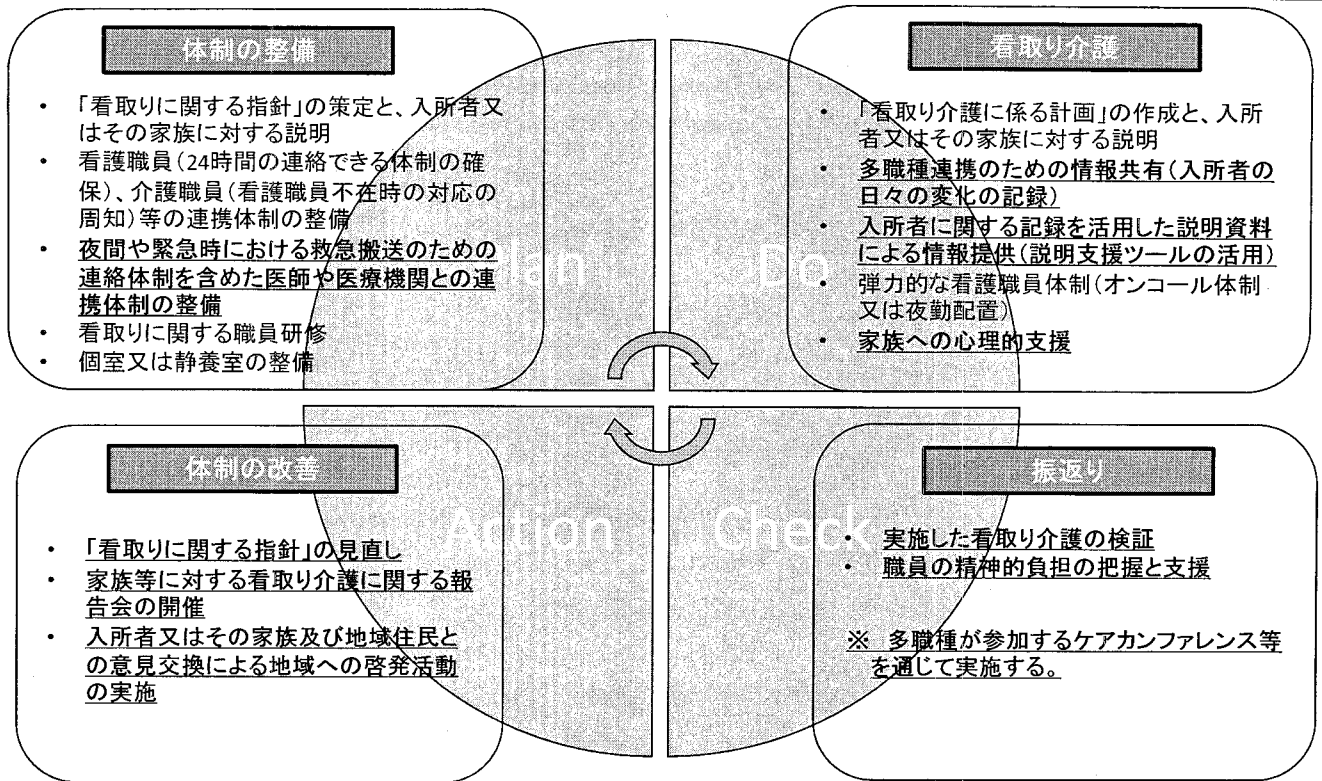 体制の整備
・ 「看取りに関する指針」の策定と、入所者又
はその家族に対する説明
・ 看護職員(24時間の連絡できる体制の確
保)、介護職員(看護職員不在時の対応の
周知)等の連携体制の整備
・ 夜間や緊急時における救急搬送のための
連絡体制を含めた医師や医療機関との連
携体制の整備
・ 看取りに関する職員研修
・ 個室又は静養室の整備
Plan
看取り介護
・ 「看取り介護に係る計画」の作成と、入所
者又はその家族に対する説明
・ 多職種連携のための情報共有(入所者の
日々の変化の記録)
・ 入所者に関する記録を活用した説明資料
による情報提供(説明支援ツールの活用)
・ 弾力的な看護職員体制(オンコール体制
又は夜勤配置)
・ 家族への心理的支援
Do
体制の改善
・ 「看取りに関する指針」の見直し
・ 家族等に対する看取り介護に関する報
告会の開催
・ 入所者又はその家族及び地域住民と
の意見交換による地域への啓発活動
の実施
Action
振返り
・ 実施した看取り介護の検証
・ 職員の精神的負担の把握と支援
※ 多職種が参加するケアカンファレンス等
を通じて実施する。
Check